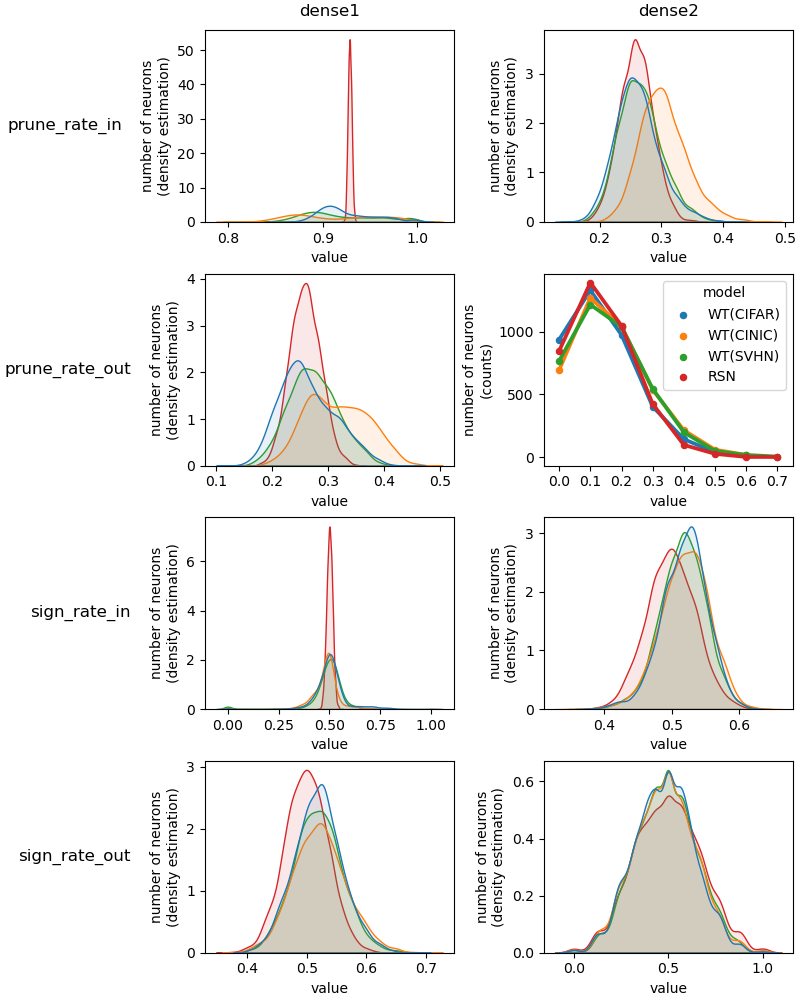 dense1
dense2
prune_rate_in
number of neurons
(density estimation)
50
40
30
20
10
0
0.8
0.9
1.0
value
number of neurons
(density estimation)
3
2
1
0
0.2
0.3
0.4
0.5
value
prune_rate_out
number of neurons
(density estimation)
4
3
2
1
0
0.1
0.2
0.3
0.4
0.5
value
number of neurons
(counts)
1000
500
0
model
WT(CIFAR)
WT(CINIC)
WT(SVHN)
RSN
0.0
0.1
0.2
0.3
0.4
0.5
0.6
0.7
value
sign_rate_in
number of neurons
(density estimation)
6
4
2
0
0.00
0.25
0.50
0.75
1.00
value
number of neurons
(density estimation)
3
2
1
0
0.4
0.5
0.6
value
sign_rate_out
number of neurons
(density estimation)
3
2
1
0
0.4
0.5
0.6
0.7
value
number of neurons
(density estimation)
0.6
0.4
0.2
0.0
0.0
0.5
1.0
value